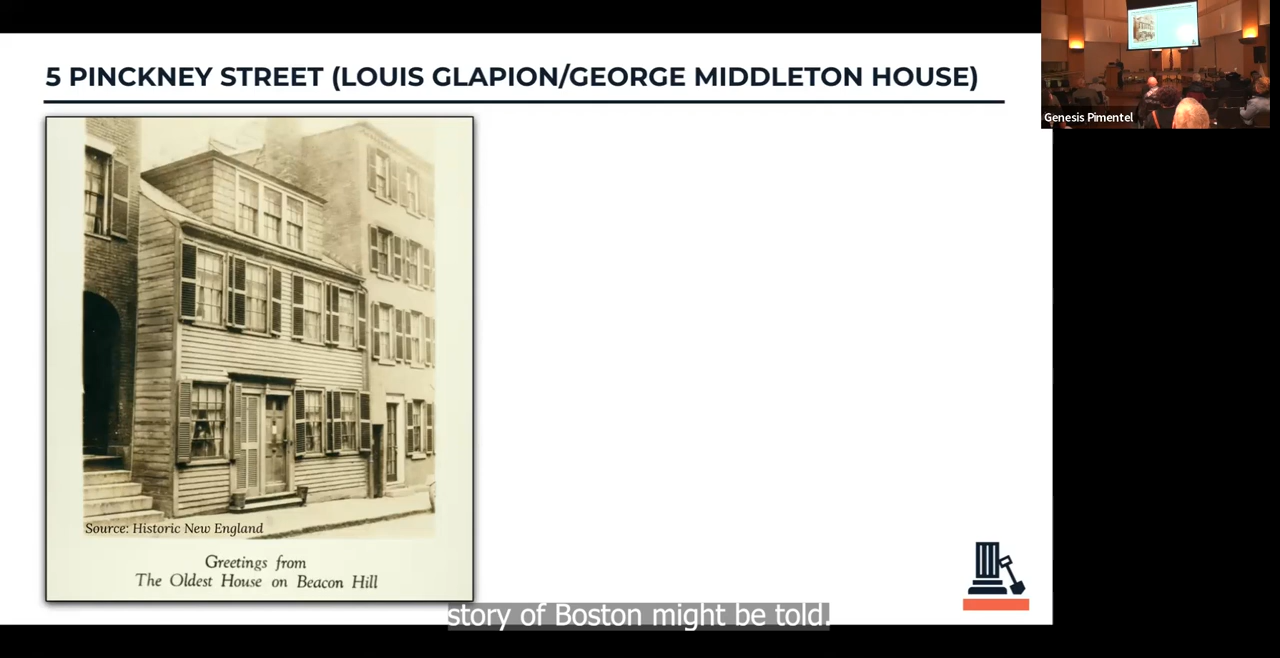 5 PINCKNEY STREET (LOUIS GLAPION/GEORGE MIDDLETON HOUSE)
Genesis Pimentel
Source: Historic New England
Greetings from
The Oldest House on Beacon Hill
story of Boston might be told.